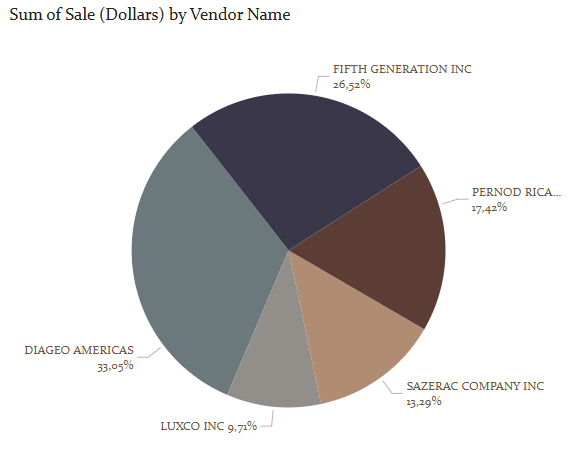 Sum of Sale (Dollars) by Vendor Name
FIFTH GENERATION INC
26,52%
PERNOD RICA...
17,42%
SAZERAC COMPANY INC
13,29%
LUXCO INC 9,71%
DIAGEO AMERICAS
33,05%